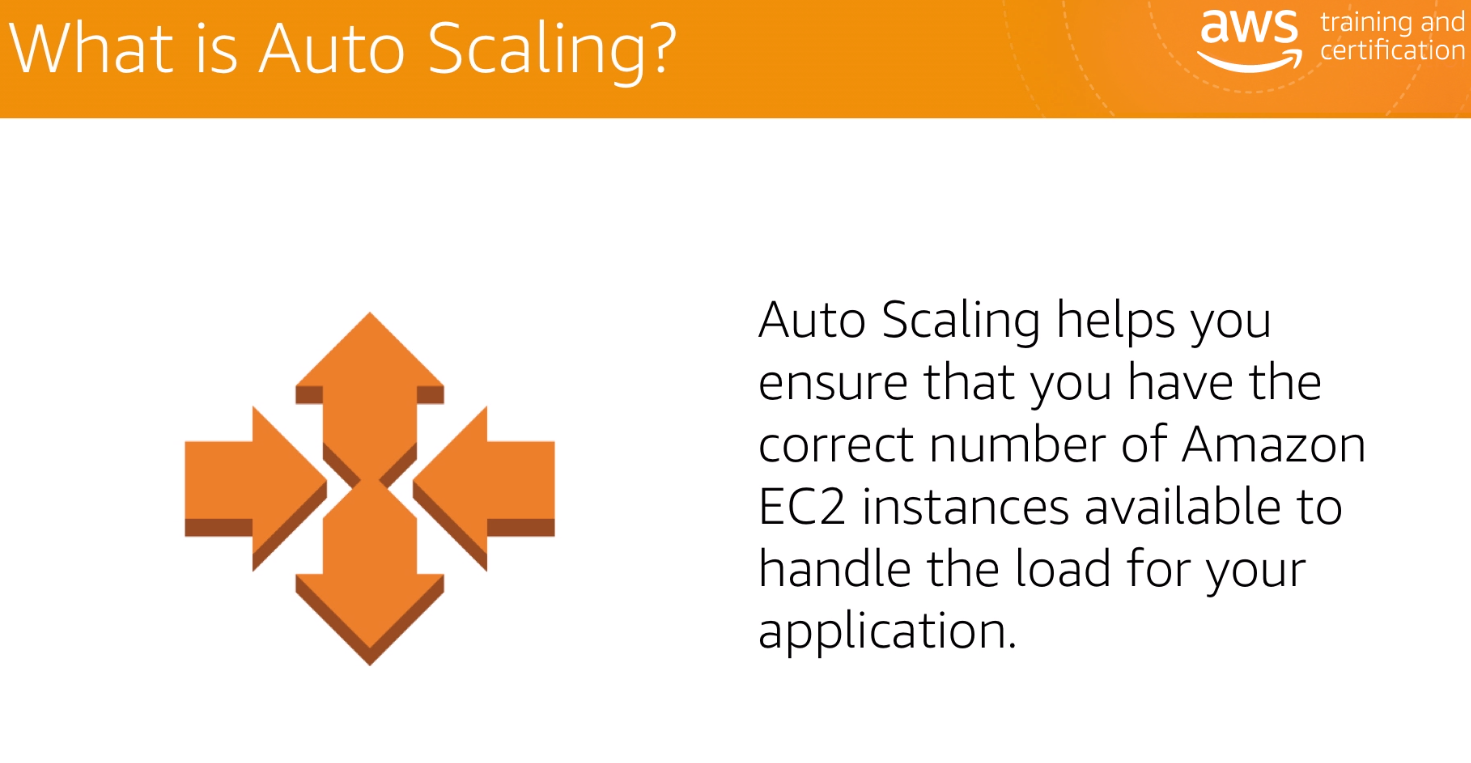 What is Auto Scaling?
aws training and
certification
Auto Scaling helps you
ensure that you have the
correct number of Amazon
EC2 instances available to
handle the load for your
application.